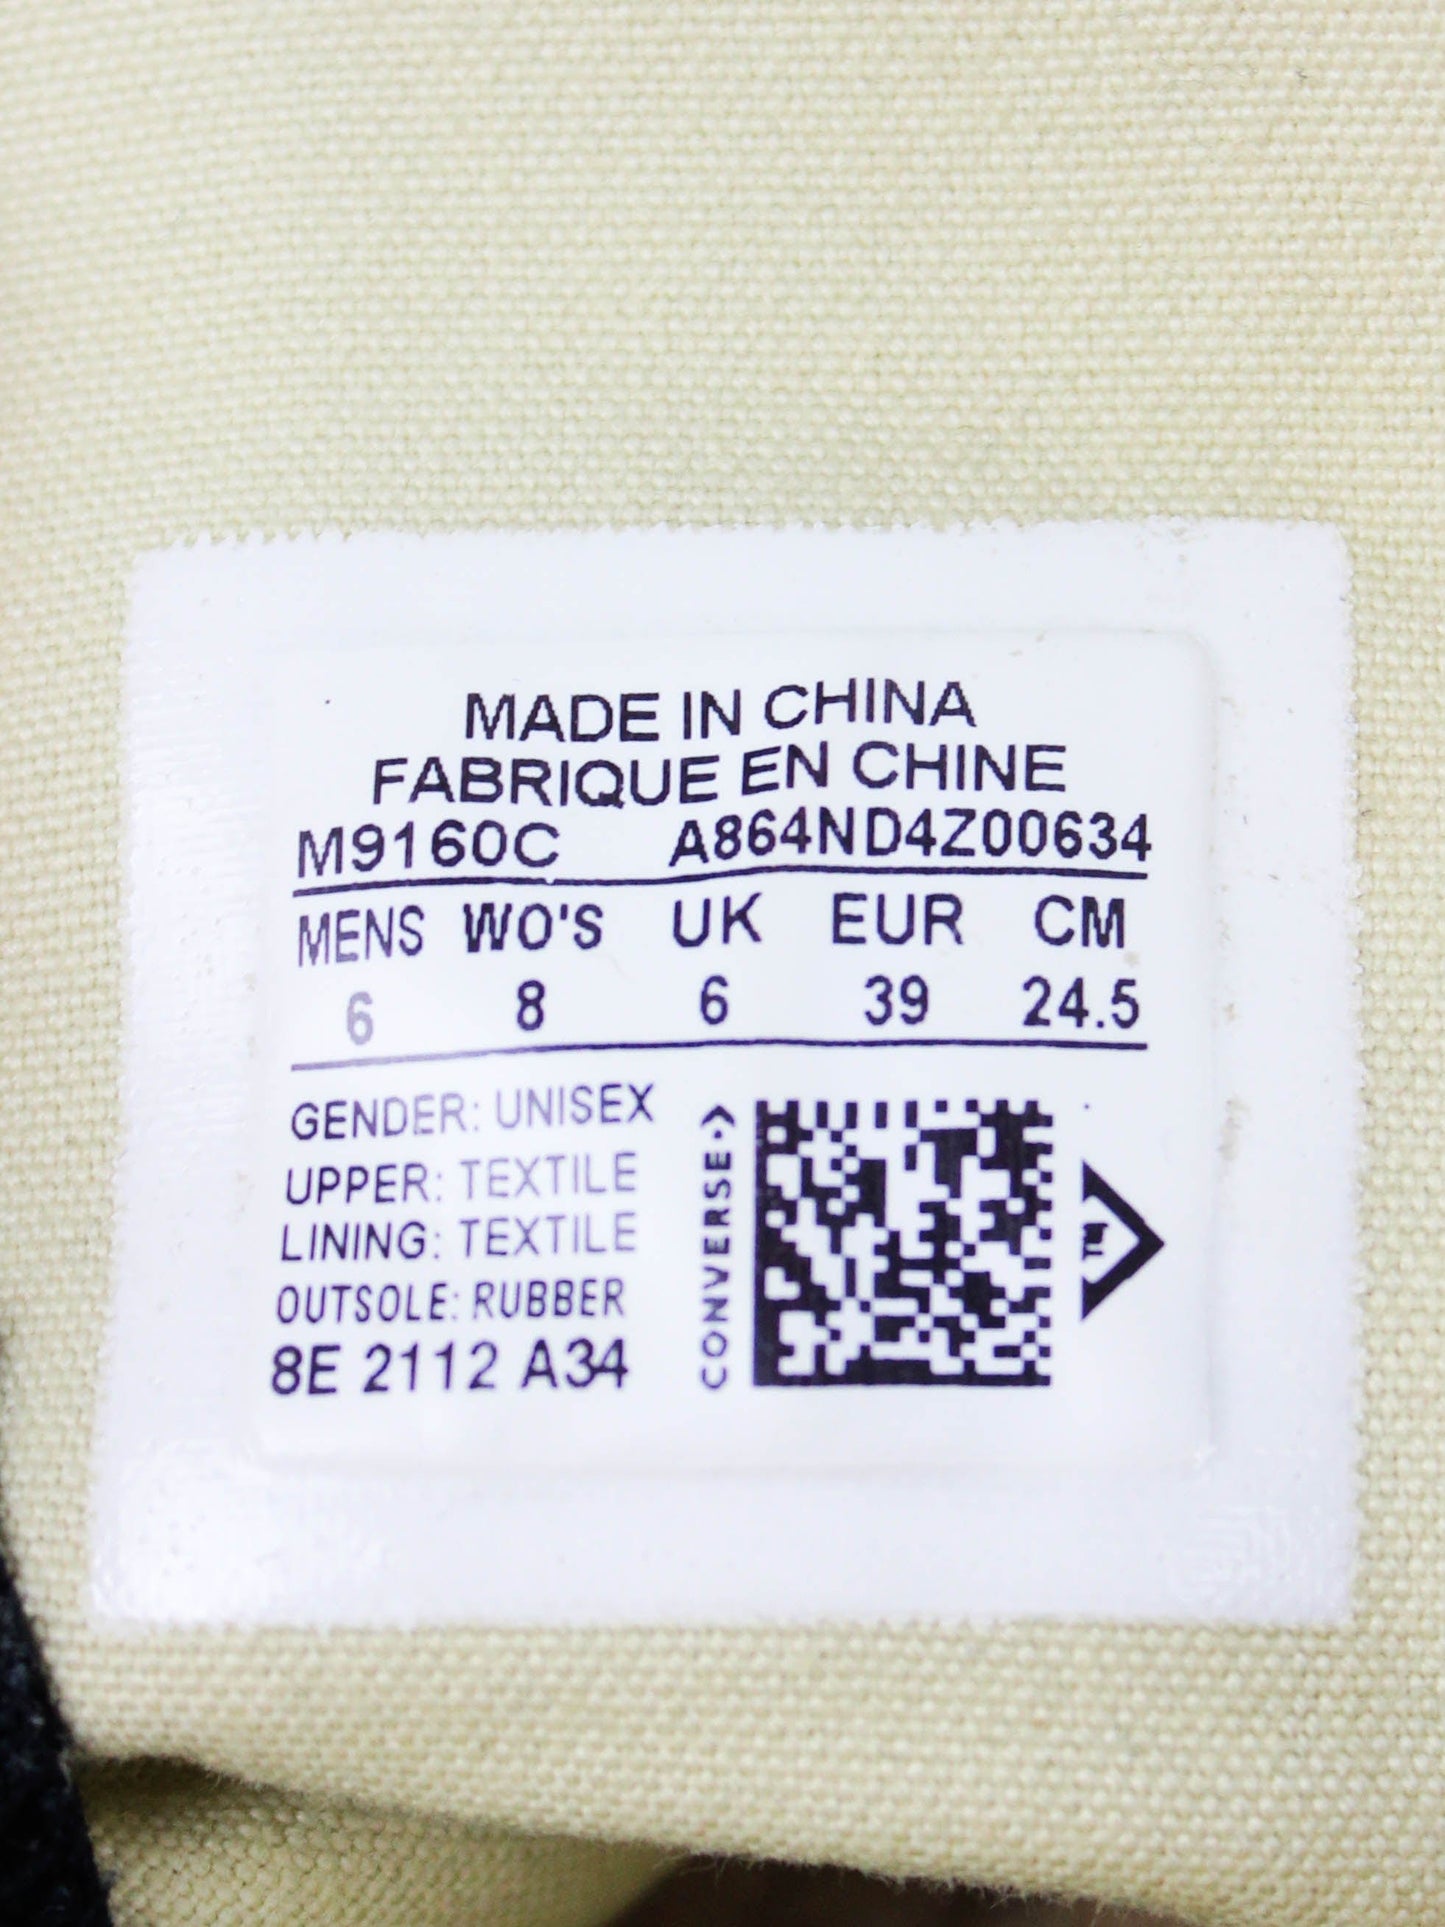 MADE IN CHINA
FABRIQUE EN CHINE
M9160C A864ND4Z00634
MENS WO'S UK EUR CM
6 8 6 39 24.5
GENDER: UNISEX
UPPER: TEXTILE
LINING: TEXTILE
OUTSOLE: RUBBER
8E 2112 A34
CONVERSE
TM